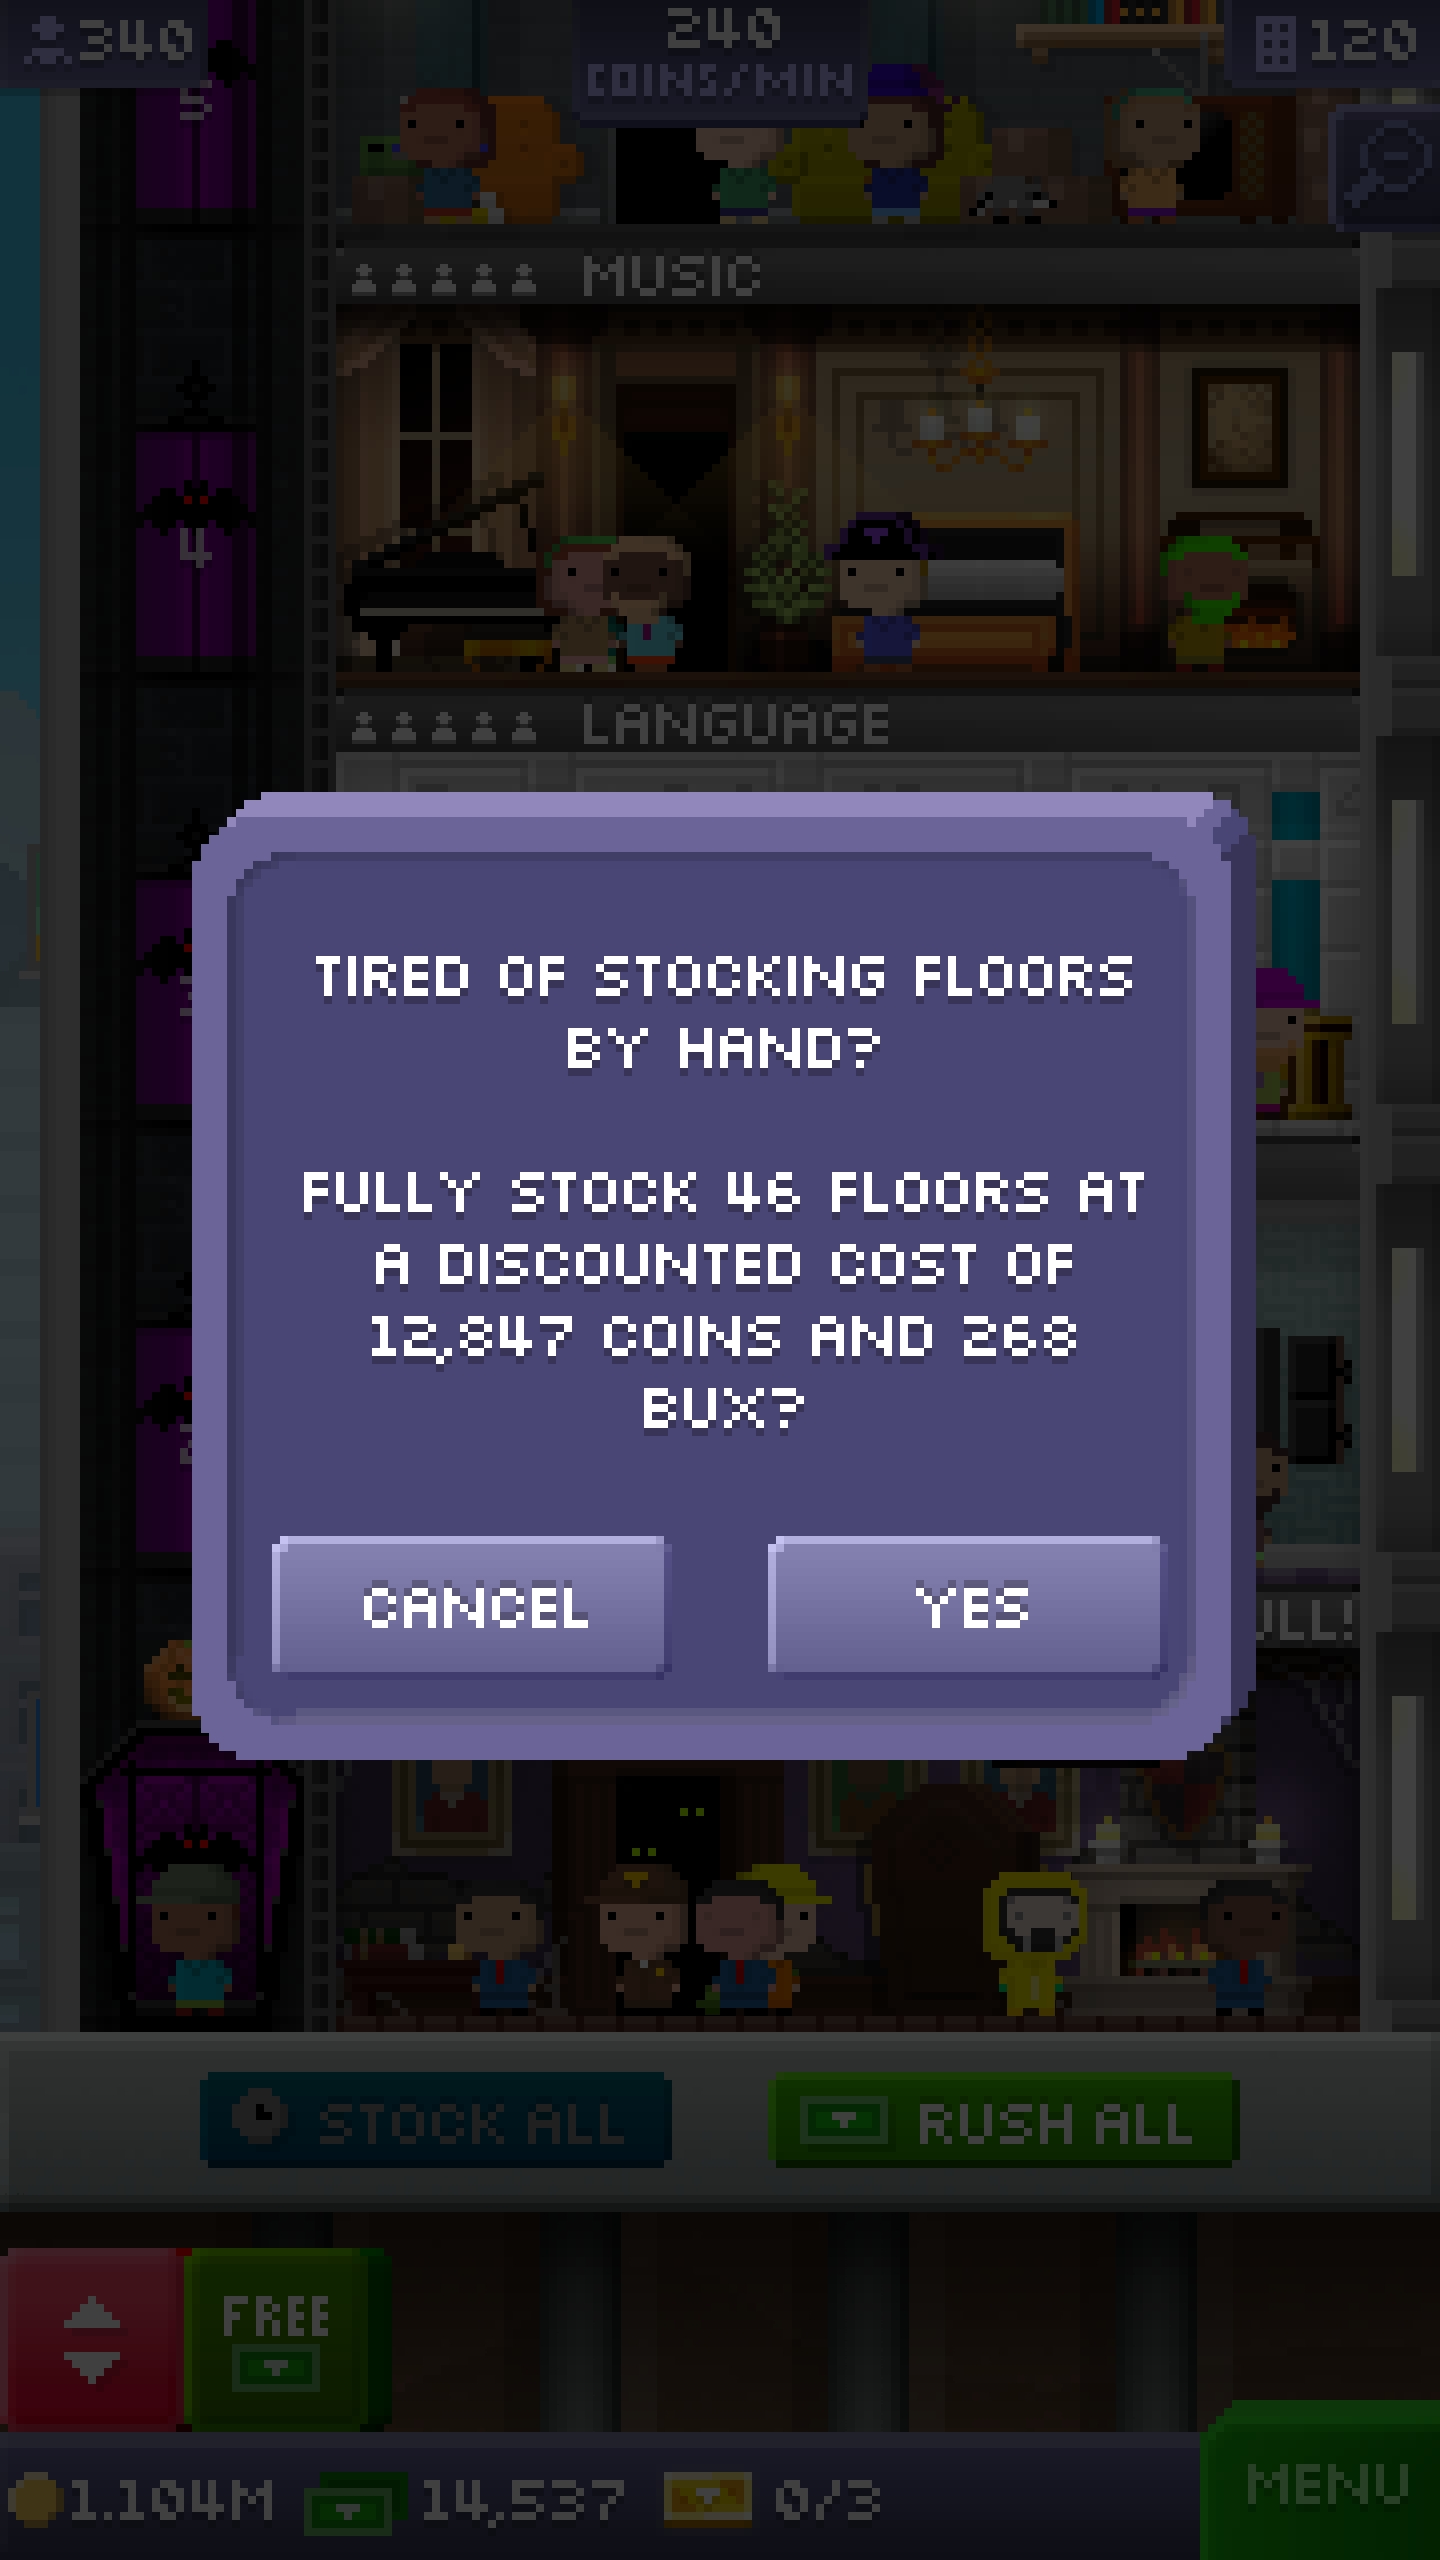 340
240
COINS/MIN
120
5
MUSIC
4
LANGUAGE
TIRED OF STOCKING FLOORS
BY HAND?
FULLY STOCK 46 FLOORS AT
A DISCOUNTED COST OF
12,847 COINS AND 268
BUX?
CANCEL
YES
STOCK ALL
RUSH ALL
FREE
1.104M
14,537
0/3
MENU